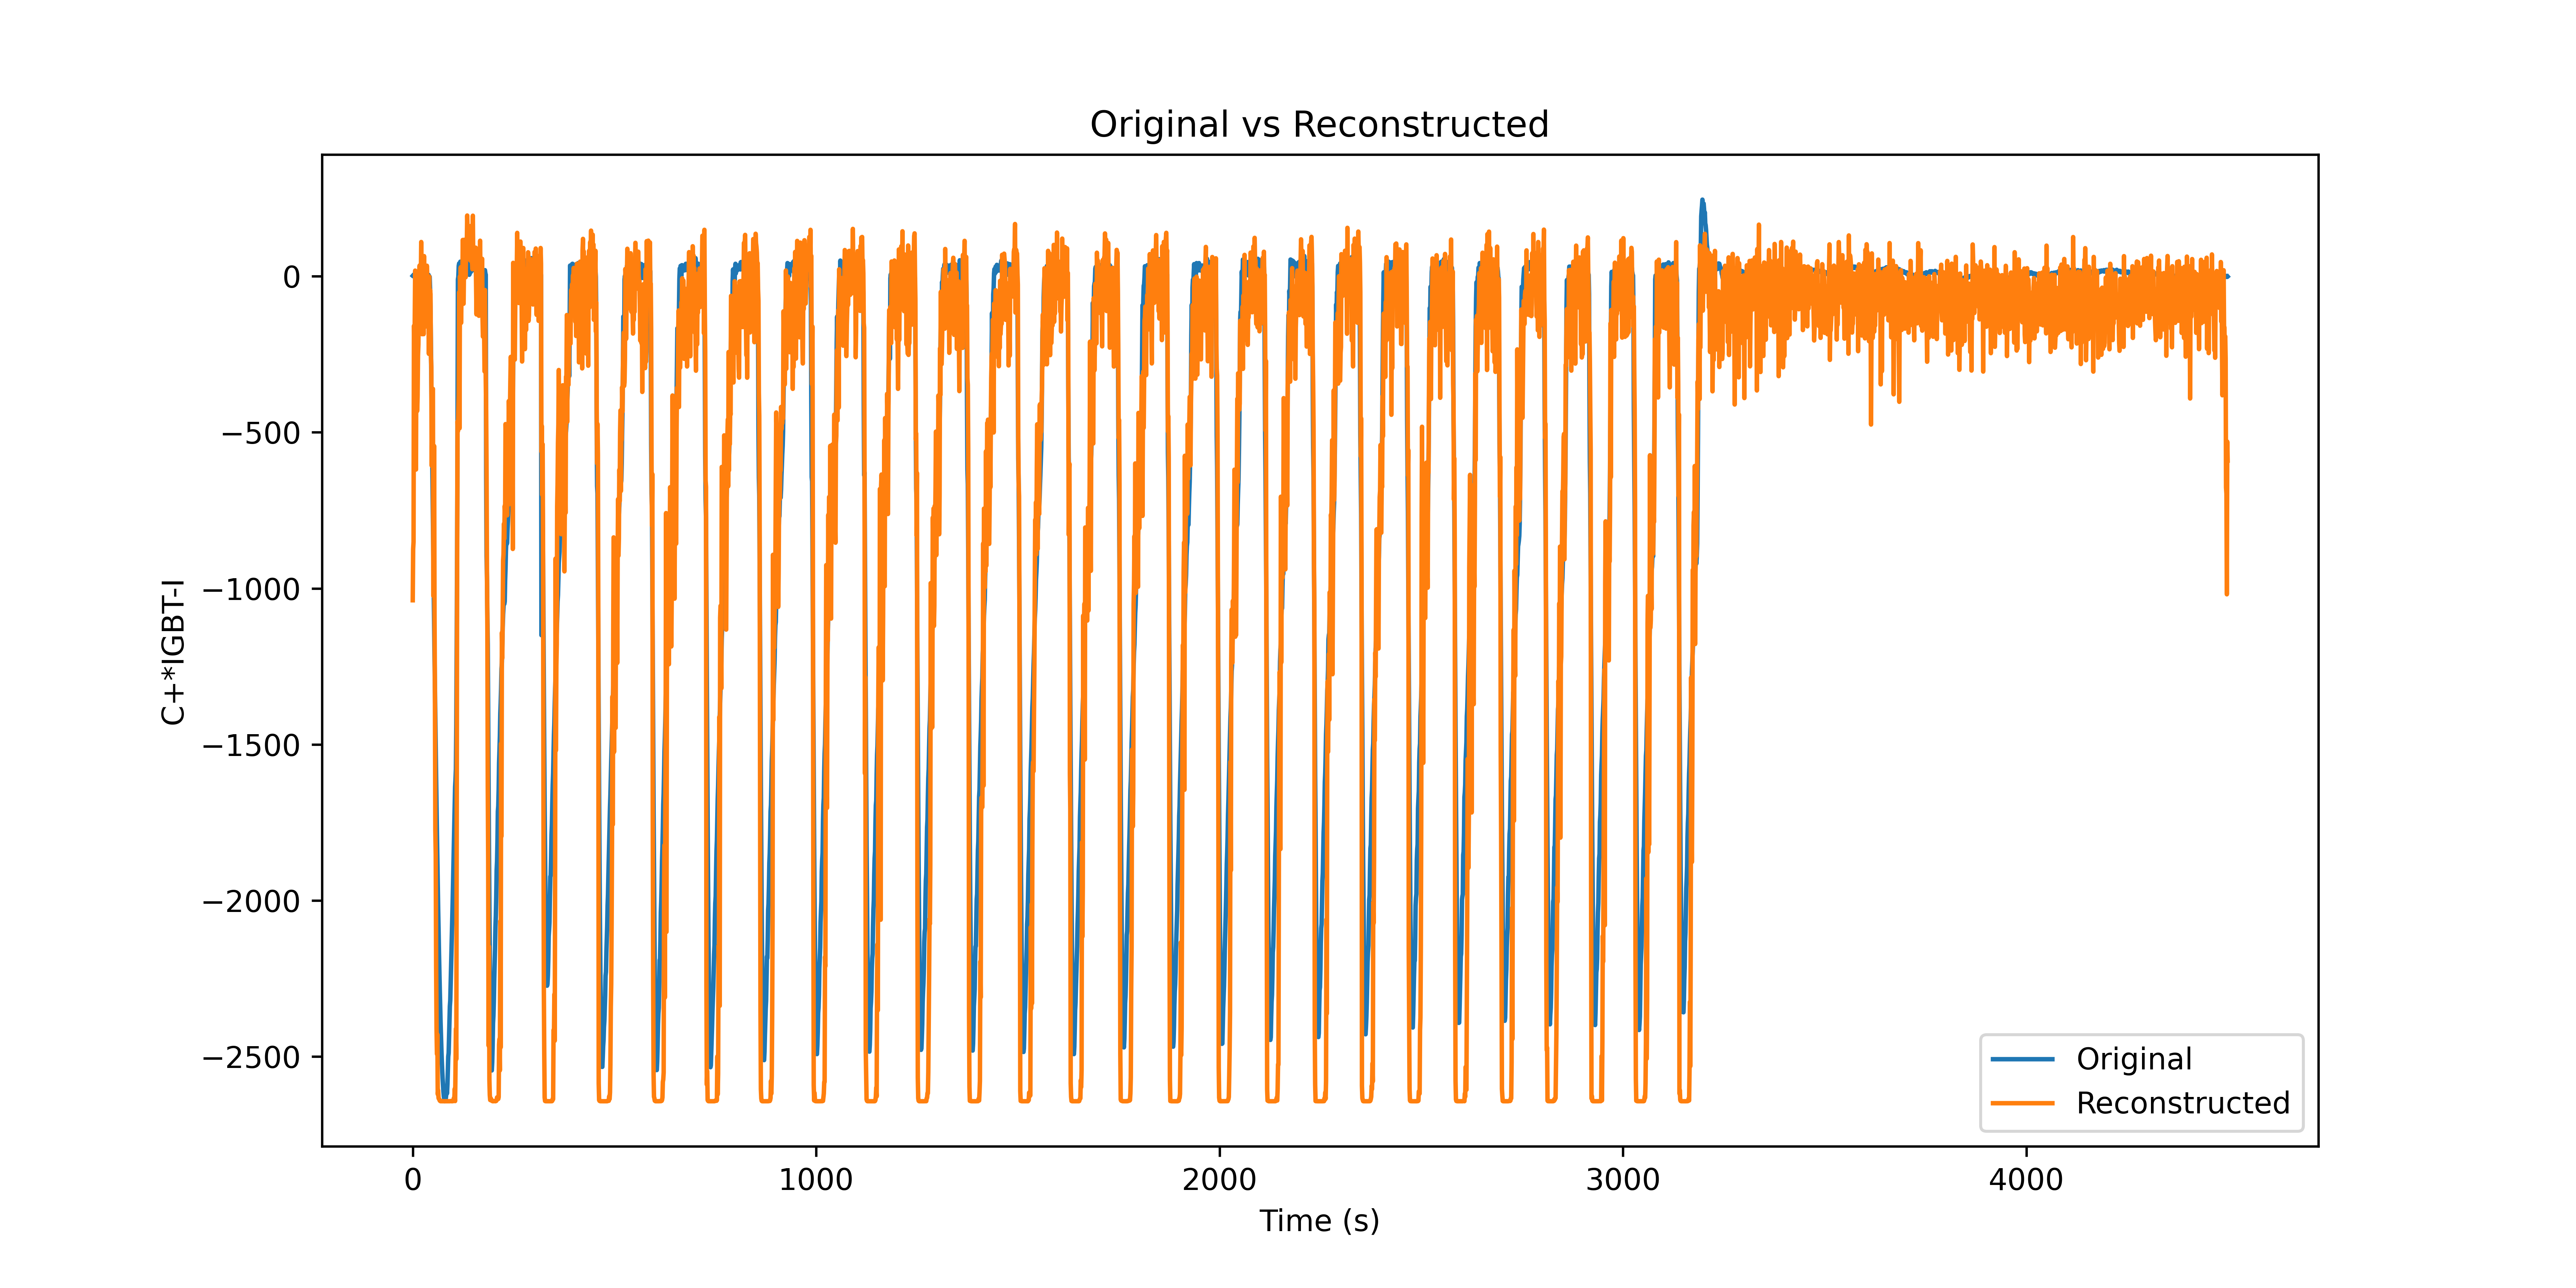 Original vs Reconstructed
C+*IGBT-I
0
−500
−1000
−1500
−2000
−2500
0
1000
2000
3000
4000
Time (s)
Original
Reconstructed